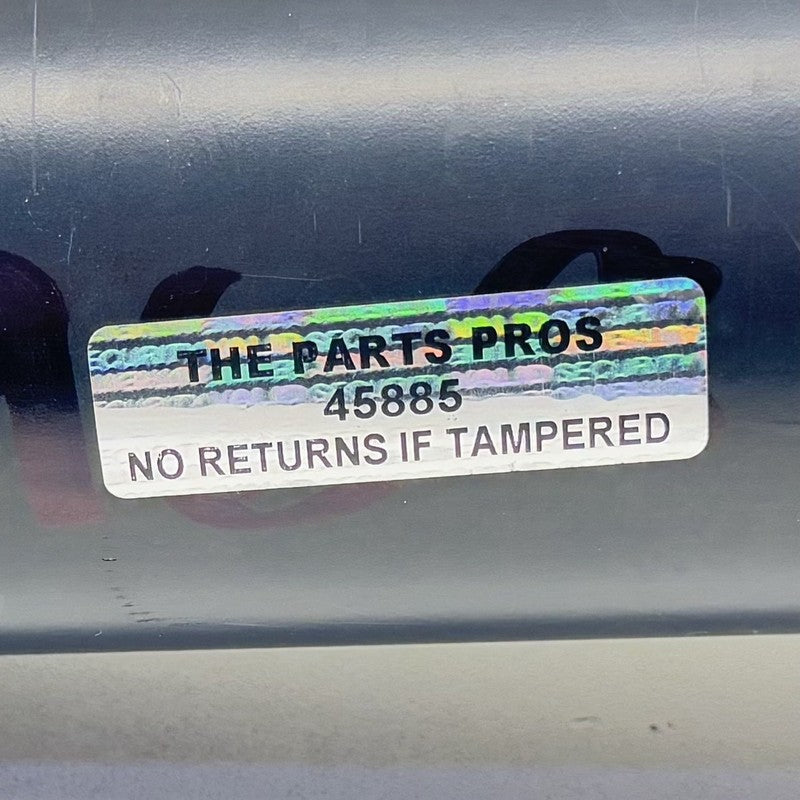 THE PARTS PROS
45885
NO RETURNS IF TAMPERED